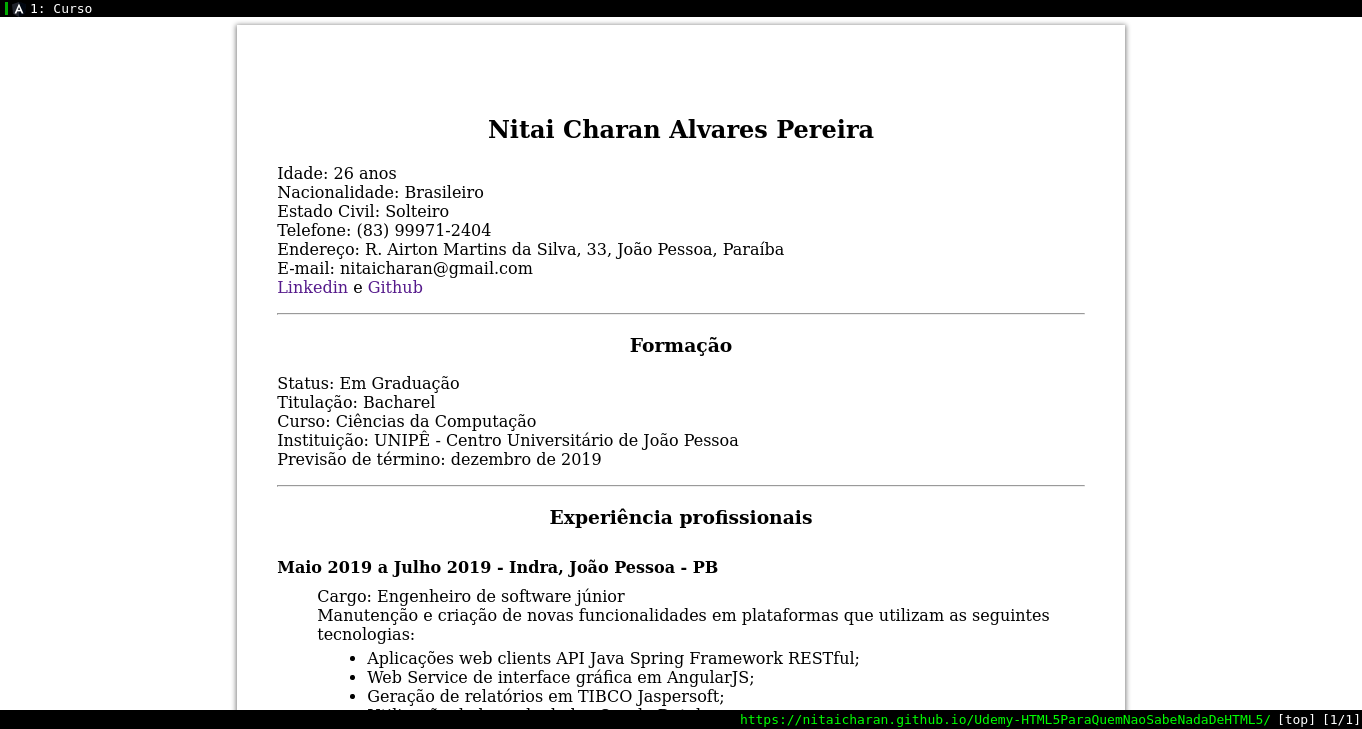 1: Curso
Nitai Charan Alvares Pereira
Idade: 26 anos
Nacionalidade: Brasileiro
Estado Civil: Solteiro
Telefone: (83) 99971-2404
Endereço: R. Airton Martins da Silva, 33, João Pessoa, Paraíba
E-mail: nitaicharan@gmail.com
Linkedin e Github
Formação
Status: Em Graduação
Titulação: Bacharel
Curso: Ciências da Computação
Instituição: UNIPÊ - Centro Universitário de João Pessoa
Previsão de término: dezembro de 2019
Experiência profissionais
Maio 2019 a Julho 2019 - Indra, João Pessoa - PB
Cargo: Engenheiro de software júnior
Manutenção e criação de novas funcionalidades em plataformas que utilizam as seguintes
tecnologias:
• Aplicações web clients API Java Spring Framework RESTful;
• Web Service de interface gráfica em AngularJS;
• Geração de relatórios em TIBCO Jaspersoft;
https://nitaicharan.github.io/Udemy-HTML5ParaQuemNaoSabeNadaDeHTML5/ [top] [1/1]